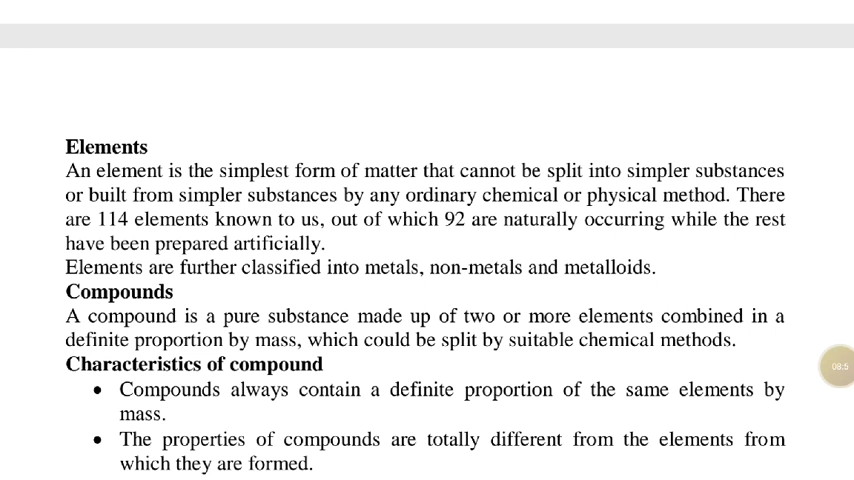 Elements
An element is the simplest form of matter that cannot be split into simpler substances
or built from simpler substances by any ordinary chemical or physical method. There
are 114 elements known to us, out of which 92 are naturally occurring while the rest
have been prepared artificially.
Elements are further classified into metals, non-metals and metalloids.
Compounds
A compound is a pure substance made up of two or more elements combined in a
definite proportion by mass, which could be split by suitable chemical methods.
Characteristics of compound
• Compounds always contain a definite proportion of the same elements by
mass.
• The properties of compounds are totally different from the elements from
which they are formed.
08:5